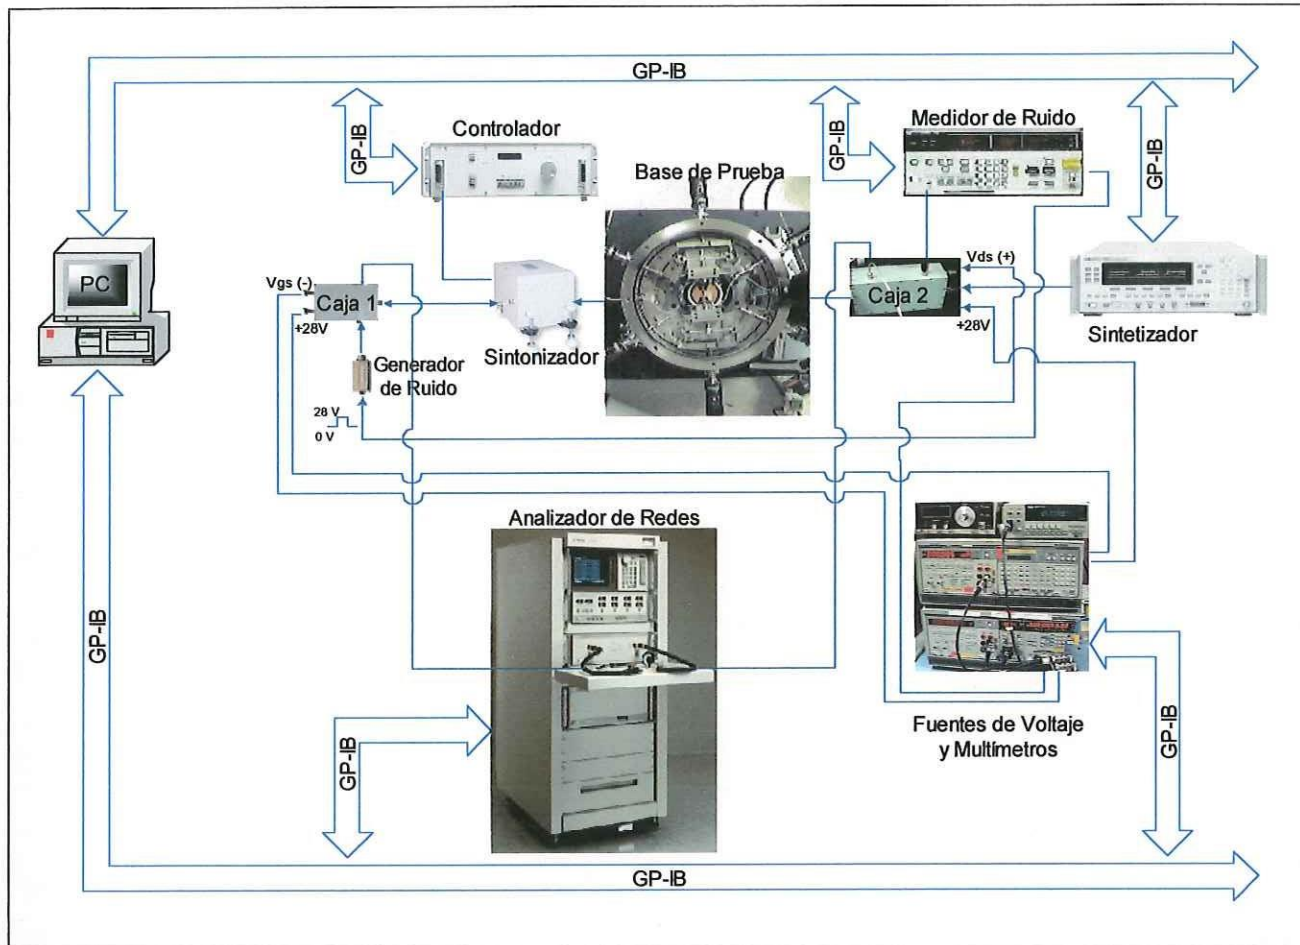 GP-IB
Controlador
GP-IB
GP-IB
Medidor de Ruido
GP-IB
Base de Prueba
PC
Vgs (-)
Caja 1
+28V
Sintonizador
Vds (+)
Caja 2
+28V
Sintetizador
Generador
de Ruido
28 V
0 V
Analizador de Redes
GP-IB
GP-IB
Fuentes de Voltaje
y Multímetros
GP-IB
GP-IB